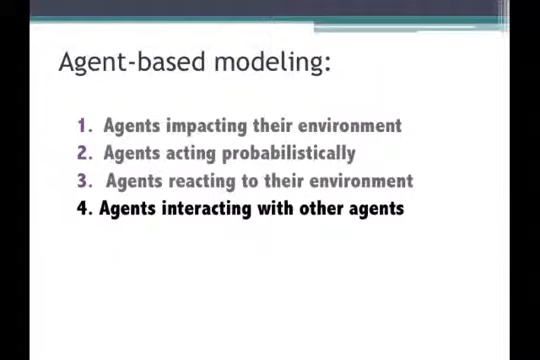 Agent-based modeling:
1. Agents impacting their environment
2. Agents acting probabilistically
3. Agents reacting to their environment
4. Agents interacting with other agents